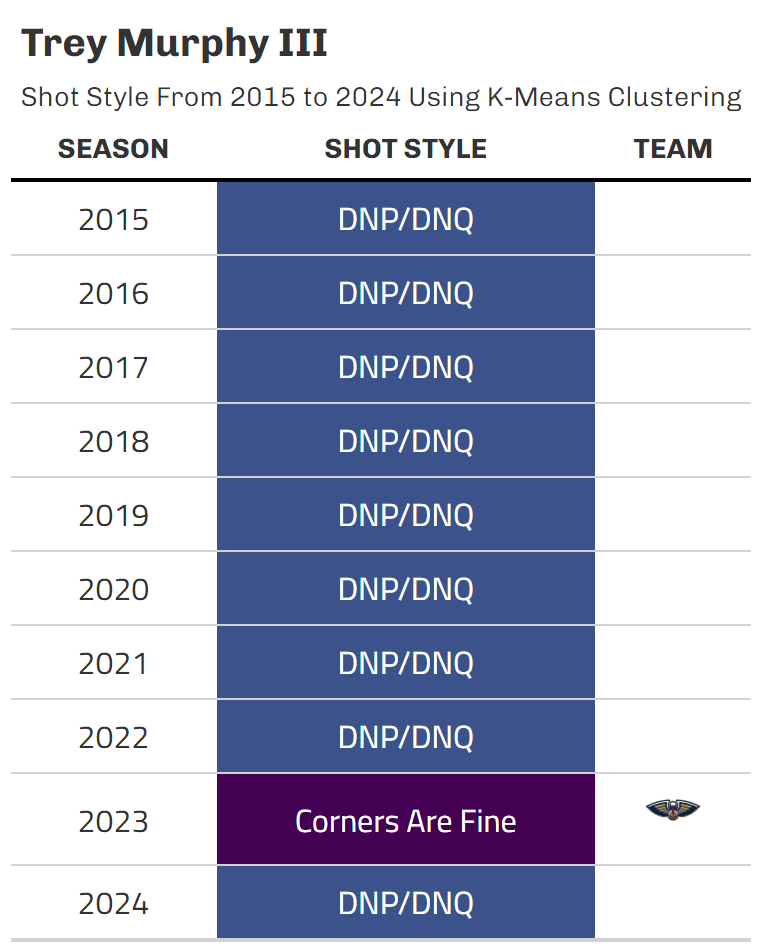 Trey Murphy III
Shot Style From 2015 to 2024 Using K-Means Clustering
SEASON SHOT STYLE TEAM
2015 DNP/DNQ
2016 DNP/DNQ
2017 DNP/DNQ
2018 DNP/DNQ
2019 DNP/DNQ
2020 DNP/DNQ
2021 DNP/DNQ
2022 DNP/DNQ
2023 Corners Are Fine
2024 DNP/DNQ